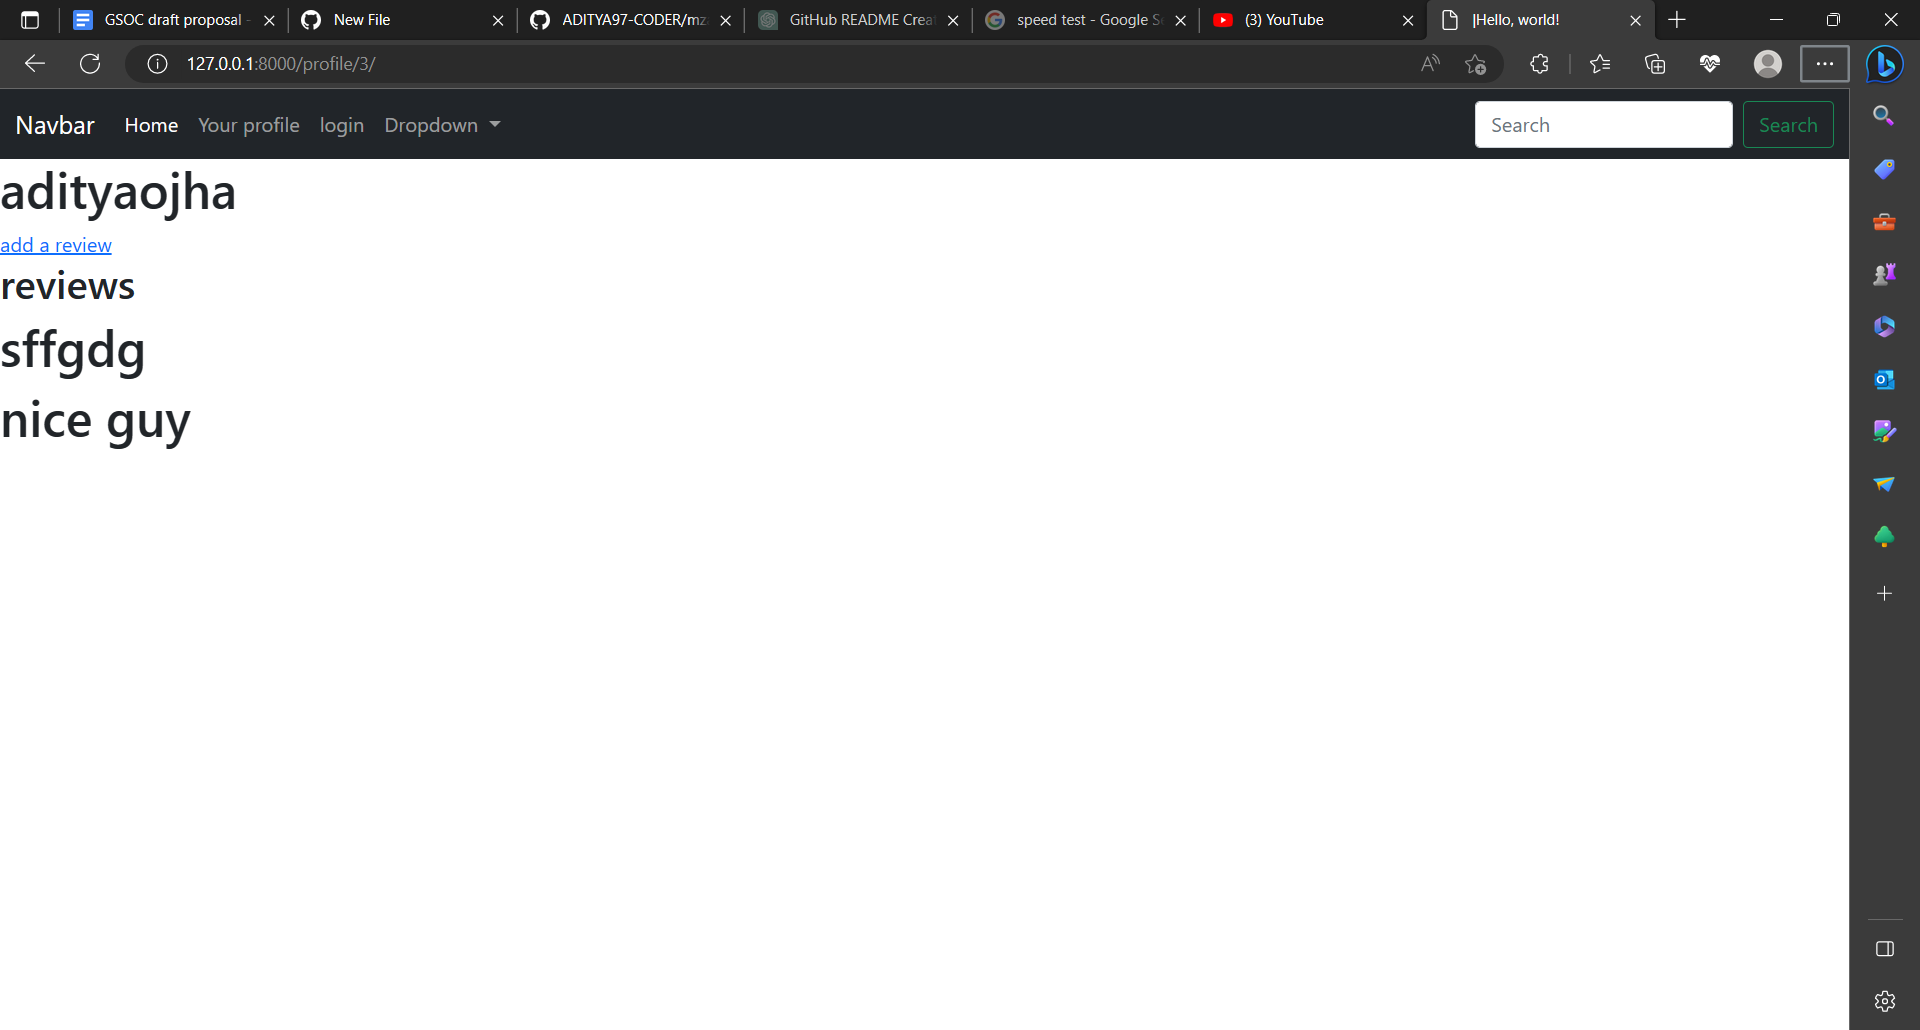 GSOC draft proposal -
New File
ADITYA97-CODER/mz
GitHub README Crea
speed test - Google Se
(3) YouTube
|Hello, world!
127.0.0.1:8000/profile/3/
Navbar Home Your profile login Dropdown Search Search
adityaojha
add a review
reviews
sffgdg
nice guy